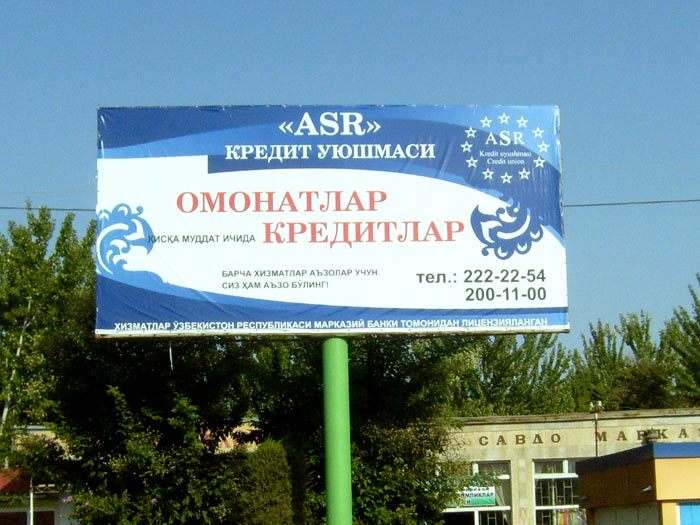 «ASR»
КРЕДИТ УЮШМАСИ
ASR
Kredit uyushmasi
Credit union
ОМОНАТЛАР
ҚИСҚА МУДДАТ ИЧИДА КРЕДИТЛАР
БАРЧА ХИЗМАТЛАР АЪЗОЛАР УЧУН.
СИЗ ҲАМ АЪЗО БЎЛИНГ!
тел.: 222-22-54
200-11-00
ХИЗМАТЛАР ЎЗБЕКИСТОН РЕСПУБЛИКАСИ МАРКАЗИЙ БАНКИ ТОМОНИДАН ЛИЦЕНЗИЯЛАНГАН
САВДО МАРКА